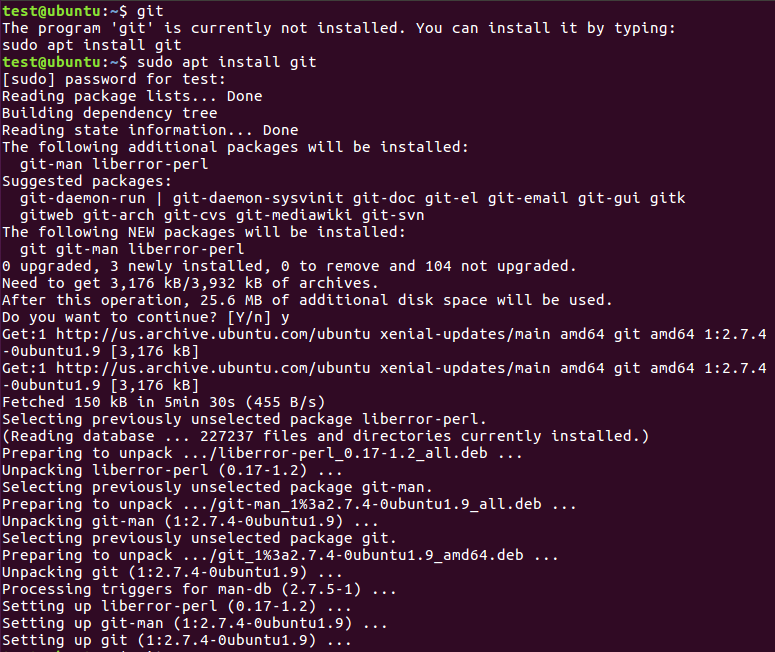 test@ubuntu:~$ git
The program 'git' is currently not installed. You can install it by typing:
sudo apt install git
test@ubuntu:~$ sudo apt install git
[sudo] password for test:
Reading package lists... Done
Building dependency tree
Reading state information... Done
The following additional packages will be installed:
  git-man liberror-perl
Suggested packages:
  git-daemon-run | git-daemon-sysvinit git-doc git-el git-email git-gui gitk
  gitweb git-arch git-cvs git-mediawiki git-svn
The following NEW packages will be installed:
  git git-man liberror-perl
0 upgraded, 3 newly installed, 0 to remove and 104 not upgraded.
Need to get 3,176 kB/3,932 kB of archives.
After this operation, 25.6 MB of additional disk space will be used.
Do you want to continue? [Y/n] y
Get:1 http://us.archive.ubuntu.com/ubuntu xenial-updates/main amd64 git amd64 1:2.7.4
-0ubuntu1.9 [3,176 kB]
Get:1 http://us.archive.ubuntu.com/ubuntu xenial-updates/main amd64 git amd64 1:2.7.4
-0ubuntu1.9 [3,176 kB]
Fetched 150 kB in 5min 30s (455 B/s)
Selecting previously unselected package liberror-perl.
(Reading database ... 227237 files and directories currently installed.)
Preparing to unpack .../liberror-perl_0.17-1.2_all.deb ...
Unpacking liberror-perl (0.17-1.2) ...
Selecting previously unselected package git-man.
Preparing to unpack .../git-man_1%3a2.7.4-0ubuntu1.9_all.deb ...
Unpacking git-man (1:2.7.4-0ubuntu1.9) ...
Selecting previously unselected package git.
Preparing to unpack .../git_1%3a2.7.4-0ubuntu1.9_amd64.deb ...
Unpacking git (1:2.7.4-0ubuntu1.9) ...
Processing triggers for man-db (2.7.5-1) ...
Setting up liberror-perl (0.17-1.2) ...
Setting up git-man (1:2.7.4-0ubuntu1.9) ...
Setting up git (1:2.7.4-0ubuntu1.9) ...